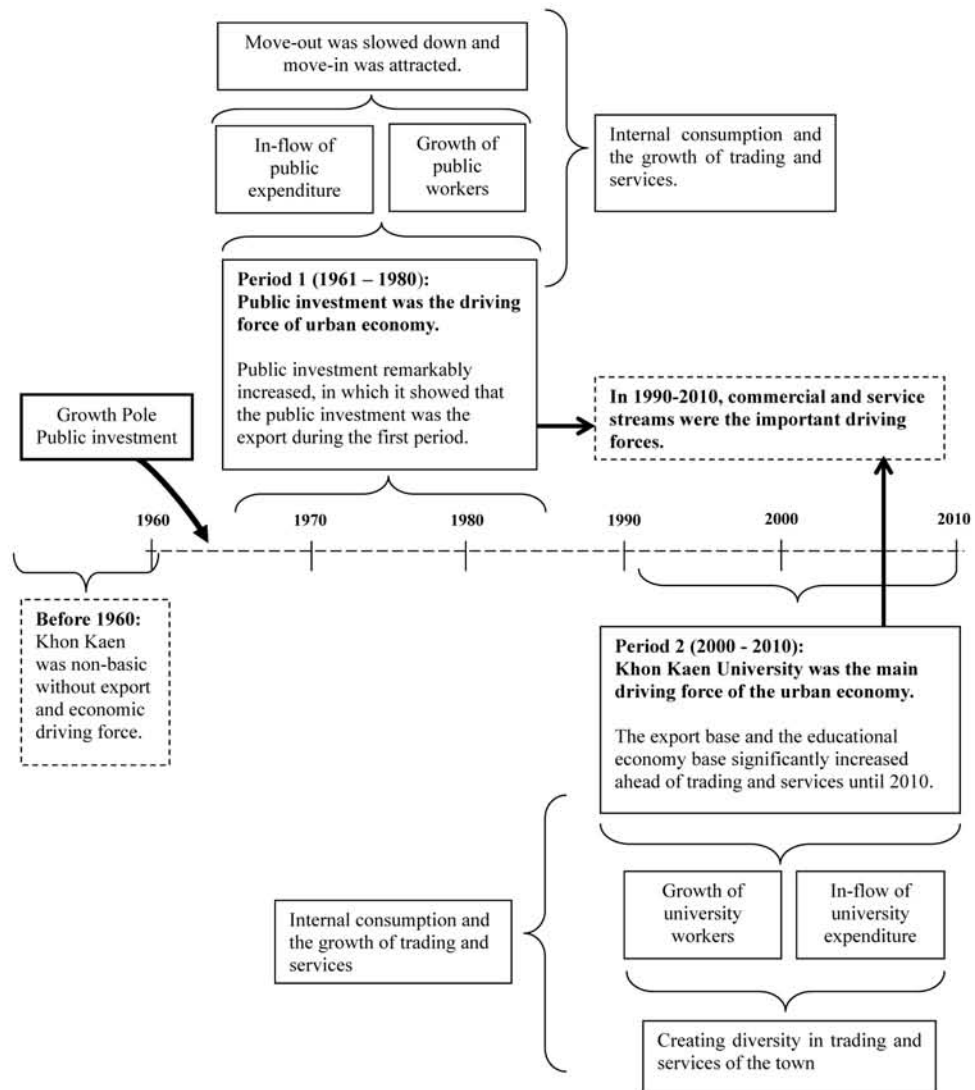 Move-out was slowed down and
move-in was attracted.
In-flow of
public
expenditure
Growth of
public
workers
Internal consumption and
the growth of trading and
services.
Period 1 (1961 – 1980):
Public investment was the driving
force of urban economy.
Public investment remarkably
increased, in which it showed that
the public investment was the
export during the first period.
Growth Pole
Public investment
In 1990-2010, commercial and service
streams were the important driving
forces.
1960
1970
1980
1990
2000
2010
Before 1960:
Khon Kaen
was non-basic
without export
and economic
driving force.
Period 2 (2000 - 2010):
Khon Kaen University was the main
driving force of the urban economy.
The export base and the educational
economy base significantly increased
ahead of trading and services until 2010.
Growth of
university
workers
In-flow of
university
expenditure
Internal consumption and
the growth of trading and
services
Creating diversity in trading and
services of the town